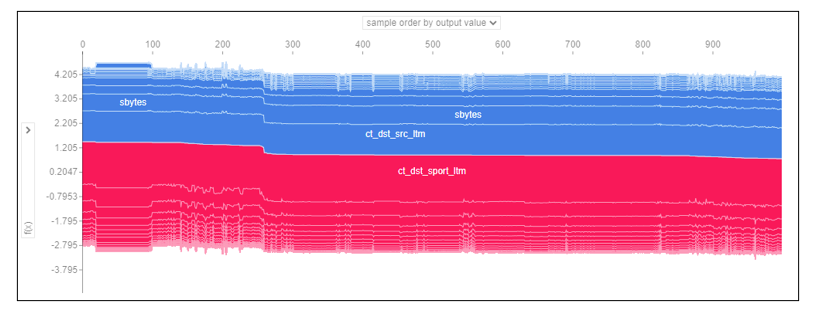 sample order by output value
0 100 200 300 400 500 600 700 800 900
4.205
3.205
sbytes
sbytes
2.205
ct_dst_src_ltm
1.205
ct_dst_sport_ltm
0.2047
-0.7953
-1.795
f(x)
-2.795
-3.795